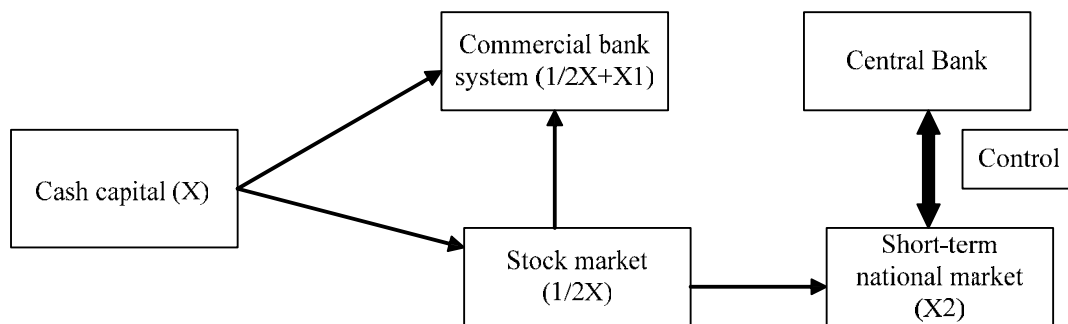 Commercial bank
system (1/2X+X1)
Central Bank
Cash capital (X)
Control
Stock market
(1/2X)
Short-term
national market
(X2)